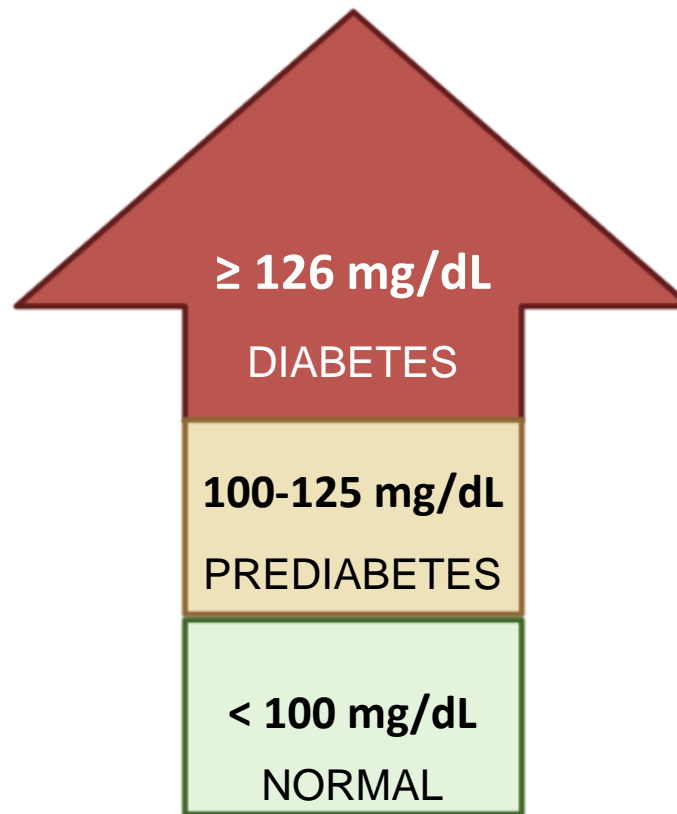 ≥ 126 mg/dL
DIABETES
100-125 mg/dL
PREDIABETES
< 100 mg/dL
NORMAL